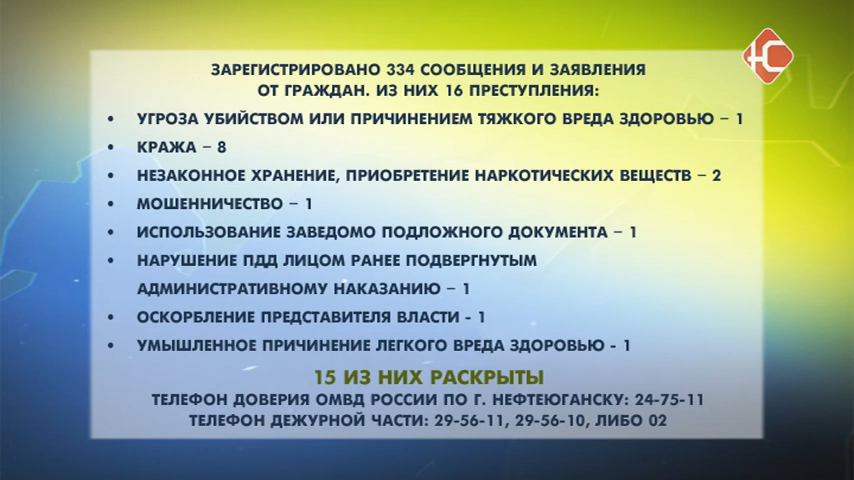 ЗАРЕГИСТРИРОВАНО 334 СООБЩЕНИЯ И ЗАЯВЛЕНИЯ
ОТ ГРАЖДАН. ИЗ НИХ 16 ПРЕСТУПЛЕНИЯ:
• УГРОЗА УБИЙСТВОМ ИЛИ ПРИЧИНЕНИЕМ ТЯЖКОГО ВРЕДА ЗДОРОВЬЮ – 1
• КРАЖА – 8
• НЕЗАКОННОЕ ХРАНЕНИЕ, ПРИОБРЕТЕНИЕ НАРКОТИЧЕСКИХ ВЕЩЕСТВ – 2
• МОШЕННИЧЕСТВО – 1
• ИСПОЛЬЗОВАНИЕ ЗАВЕДОМО ПОДЛОЖНОГО ДОКУМЕНТА – 1
• НАРУШЕНИЕ ПДД ЛИЦОМ РАНЕЕ ПОДВЕРГНУТЫМ
АДМИНИСТРАТИВНОМУ НАКАЗАНИЮ – 1
• ОСКОРБЛЕНИЕ ПРЕДСТАВИТЕЛЯ ВЛАСТИ - 1
• УМЫШЛЕННОЕ ПРИЧИНЕНИЕ ЛЕГКОГО ВРЕДА ЗДОРОВЬЮ - 1
15 ИЗ НИХ РАСКРЫТЫ
ТЕЛЕФОН ДОВЕРИЯ ОМВД РОССИИ ПО Г. НЕФТЕЮГАНСКУ: 24-75-11
ТЕЛЕФОН ДЕЖУРНОЙ ЧАСТИ: 29-56-11, 29-56-10, ЛИБО 02